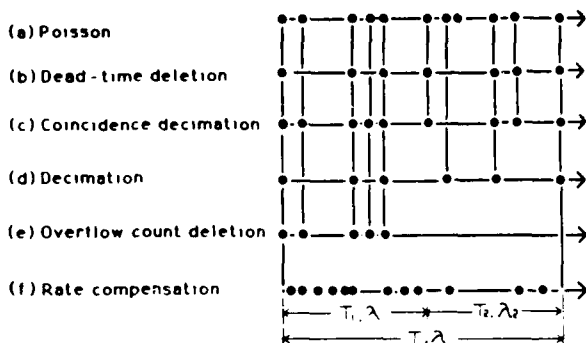 (a) Poisson
(b) Dead-time deletion
(c) Coincidence decimation
(d) Decimation
(e) Overflow count deletion
(f) Rate compensation
T₁, λ T₂, λ₂
T, λ